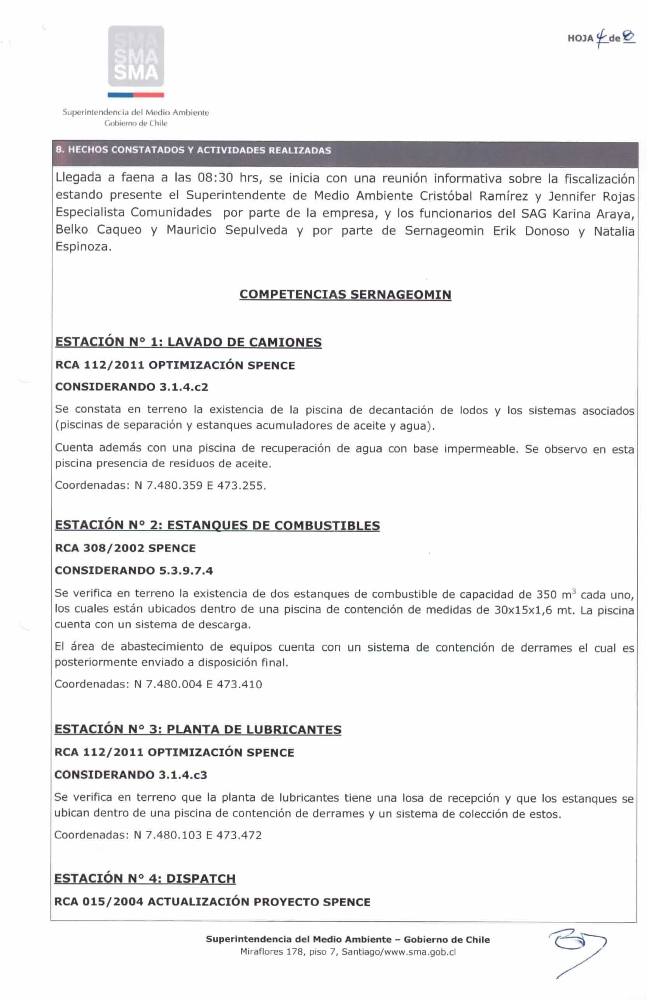 HOJA 4 de 8
SMA
SMA
SMA
Superintendencia del Medio Ambiente
Gobierno de Chile
8. HECHOS CONSTATADOS Y ACTIVIDADES REALIZADAS
Llegada a faena a las 08:30 hrs, se inicia con una reunión informativa sobre la fiscalización
estando presente el Superintendente de Medio Ambiente Cristóbal Ramírez y Jennifer Rojas
Especialista Comunidades por parte de la empresa, y los funcionarios del SAG Karina Araya,
Belko Caqueo y Mauricio Sepulveda y por parte de Sernageomin Erik Donoso y Natalia
Espinoza.
COMPETENCIAS SERNAGEOMIN
ESTACIÓN Nº 1: LAVADO DE CAMIONES
RCA 112/2011 OPTIMIZACIÓN SPENCE
CONSIDERANDO 3.1.4.c2
Se constata en terreno la existencia de la piscina de decantación de lodos y los sistemas asociados
(piscinas de separación y estanques acumuladores de aceite y agua).
Cuenta además con una piscina de recuperación de agua con base impermeable. Se observo en esta
piscina presencia de residuos de aceite.
Coordenadas: N 7.480.359 E 473.255.
ESTACIÓN Nº 2: ESTANQUES DE COMBUSTIBLES
RCA 308/2002 SPENCE
CONSIDERANDO 5.3.9.7.4
Se verifica en terreno la existencia de dos estanques de combustible de capacidad de 350 m³ cada uno,
los cuales están ubicados dentro de una piscina de contención de medidas de 30x15x1,6 mt. La piscina
cuenta con un sistema de descarga.
El área de abastecimiento de equipos cuenta con un sistema de contención de derrames el cual es
posteriormente enviado a disposición final.
Coordenadas: N 7.480.004 E 473.410
ESTACIÓN Nº 3: PLANTA DE LUBRICANTES
RCA 112/2011 OPTIMIZACIÓN SPENCE
CONSIDERANDO 3.1.4.c3
Se verifica en terreno que la planta de lubricantes tiene una losa de recepción y que los estanques se
ubican dentro de una piscina de contención de derrames y un sistema de colección de estos.
Coordenadas: N 7.480.103 E 473.472
ESTACIÓN Nº 4: DISPATCH
RCA 015/2004 ACTUALIZACIÓN PROYECTO SPENCE
Superintendencia del Medio Ambiente – Gobierno de Chile
Miraflores 178, piso 7, Santiago/www.sma.gob.cl